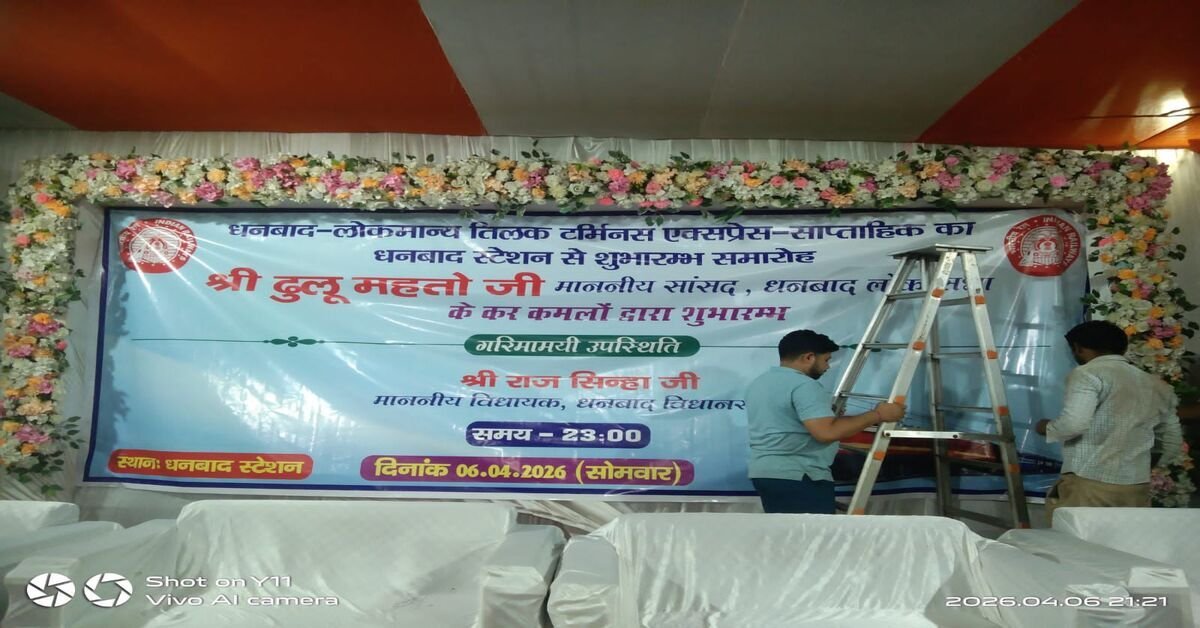 धनबाद-लोकमान्य तिलक टर्मिनस एक्सप्रेस-साप्ताहिक का
धनबाद स्टेशन से शुभारम्भ समारोह
श्री ढुलू महतो जी माननीय सांसद, धनबाद
के कर कमलों द्वारा शुभारम्भ
गरिमामयी उपस्थिति
श्री राज सिन्हा जी
माननीय विधायक, धनबाद
समय - 23:00
स्थान: धनबाद स्टेशन
दिनांक 06.04.2026 (सोमवार)
Shot on Y11
Vivo AI camera
2026.04.06 21:21